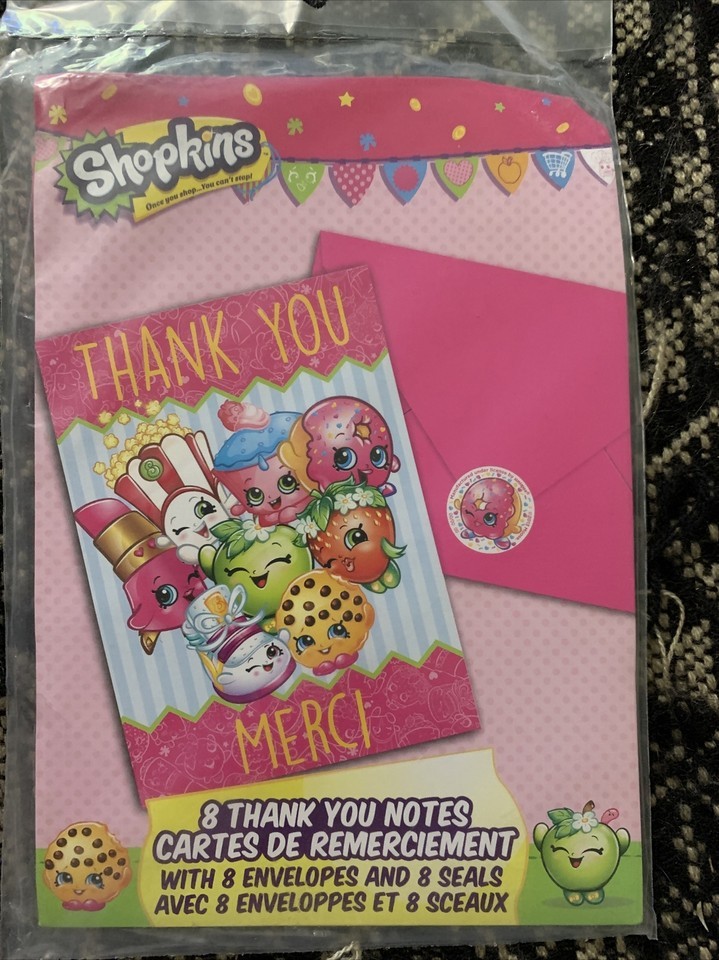 Shopkins
Once you shop...You can't stop!
THANK YOU
MERCI
8 THANK YOU NOTES
CARTES DE REMERCIEMENT
WITH 8 ENVELOPES AND 8 SEALS
AVEC 8 ENVELOPPES ET 8 SCEAUX